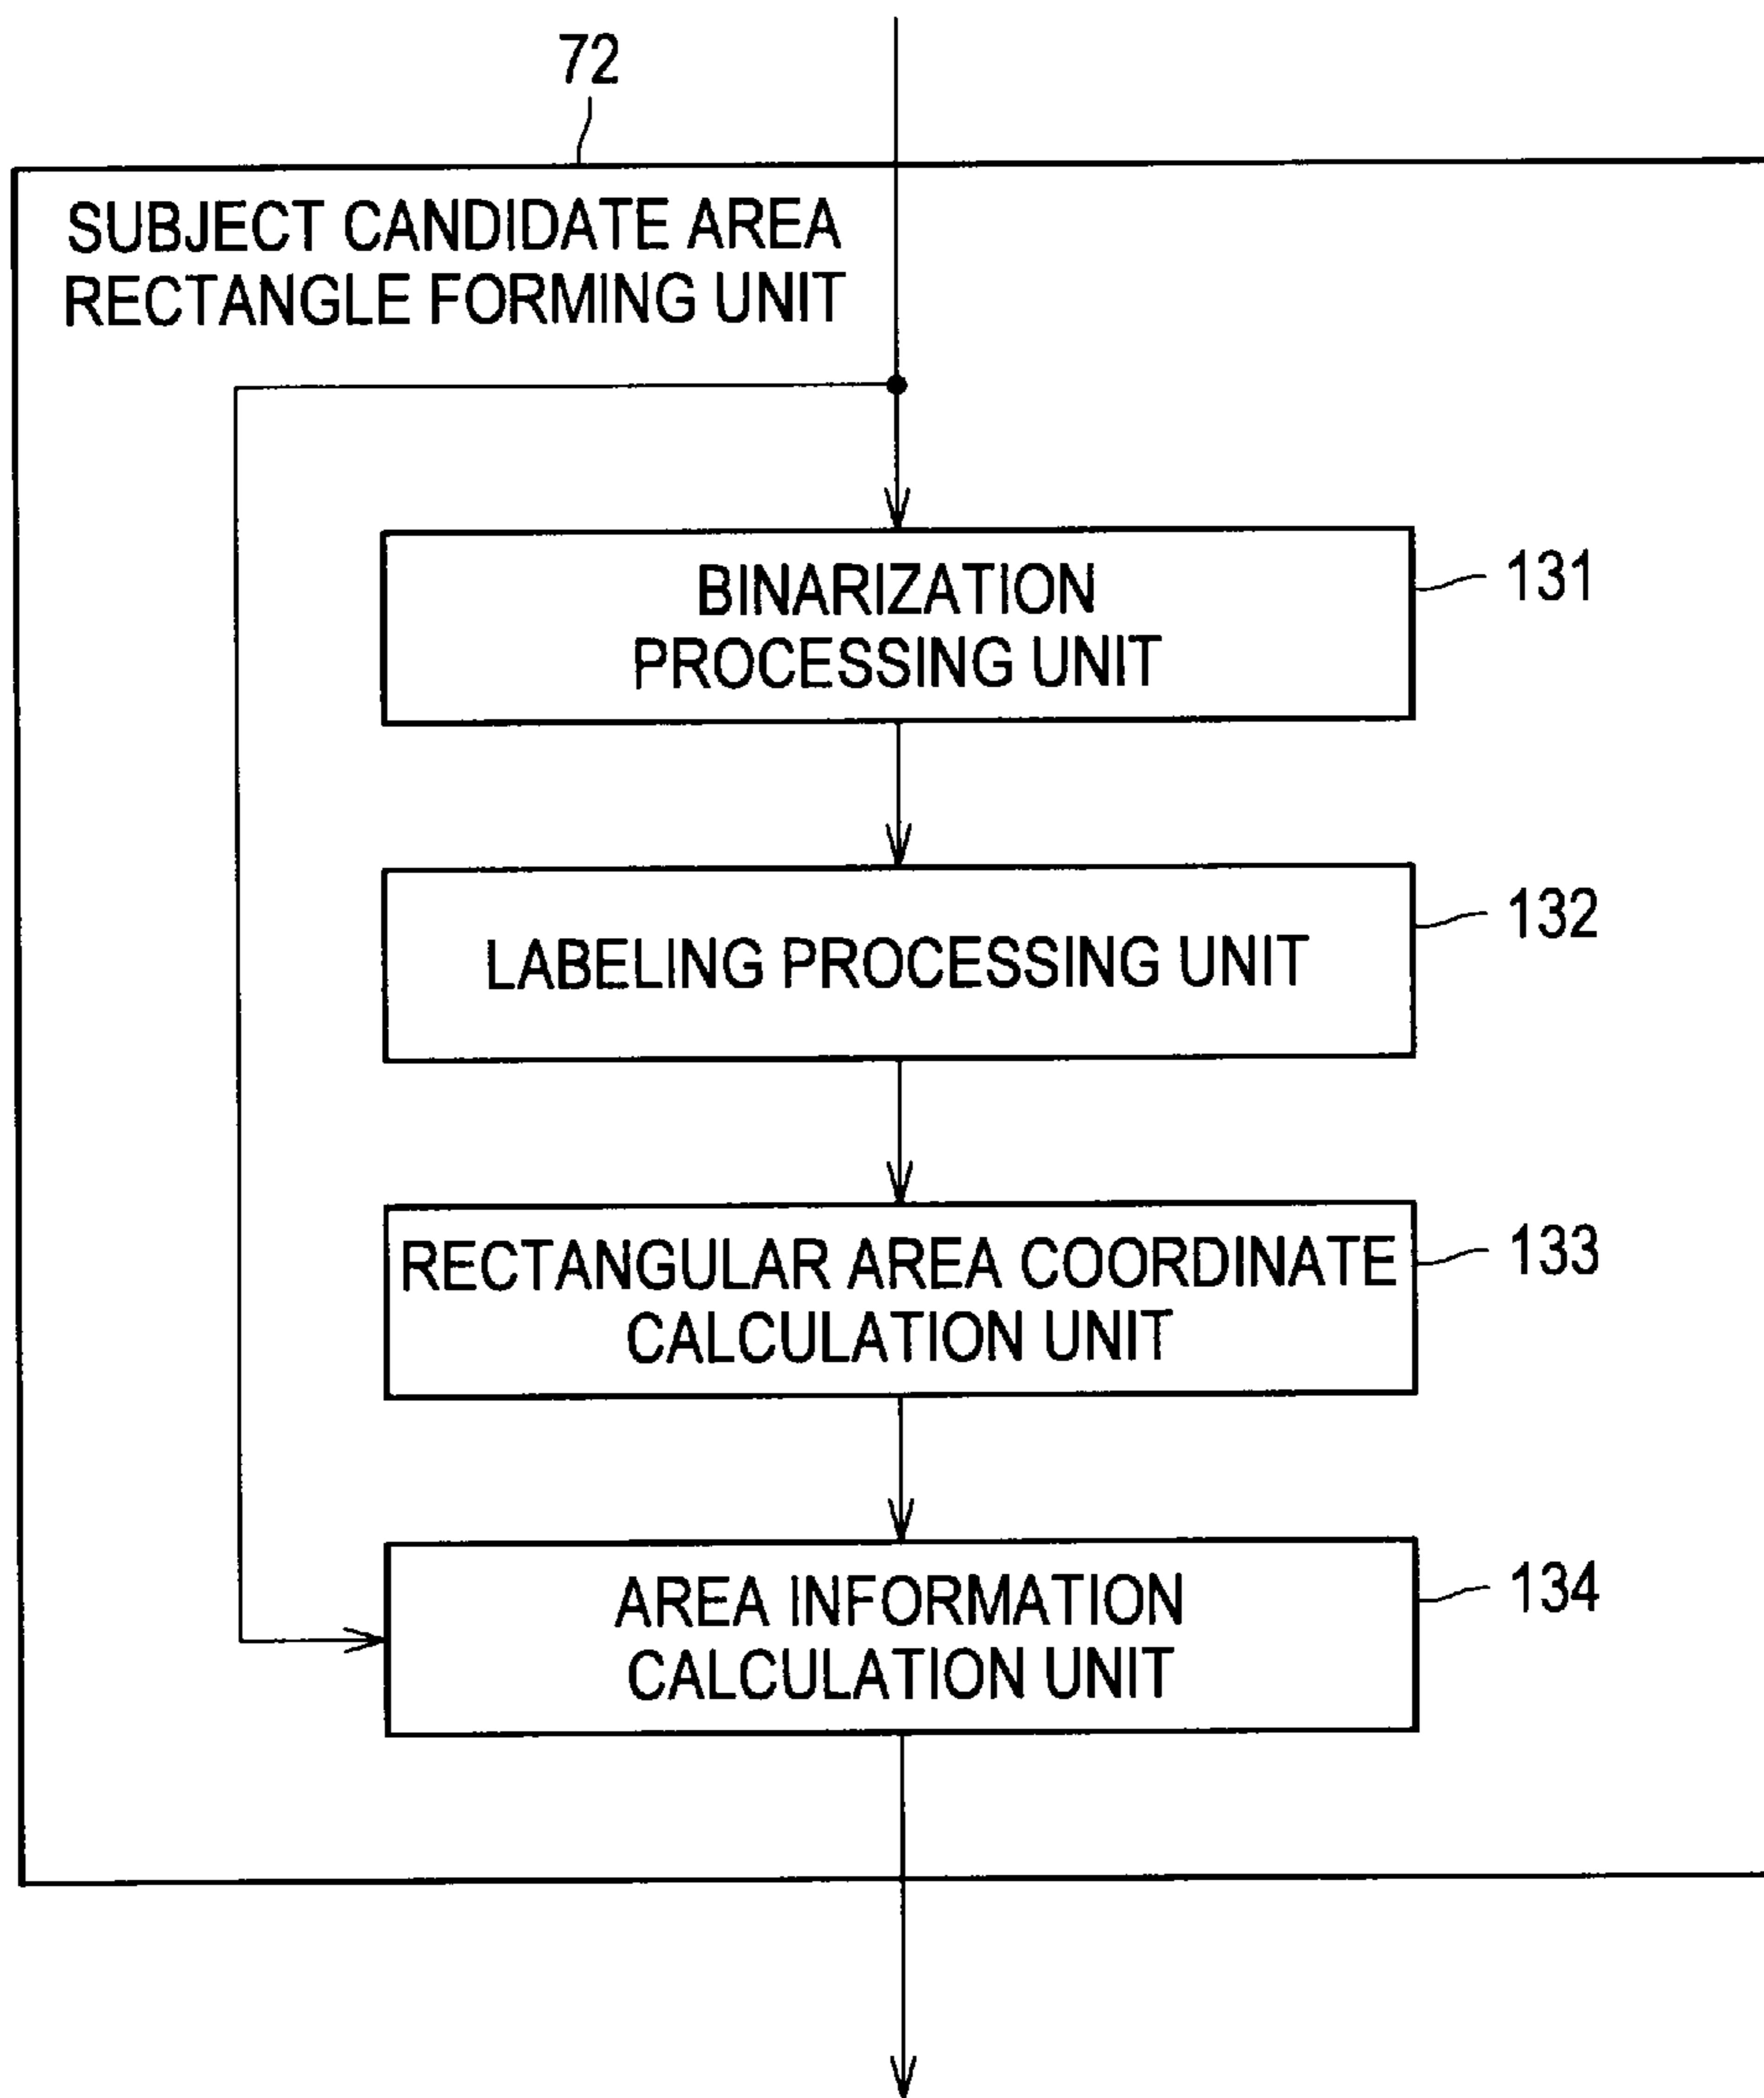 72
SUBJECT CANDIDATE AREA
RECTANGLE FORMING UNIT
BINARIZATION
PROCESSING UNIT
131
LABELING PROCESSING UNIT
132
RECTANGULAR AREA COORDINATE
CALCULATION UNIT
133
AREA INFORMATION
CALCULATION UNIT
134